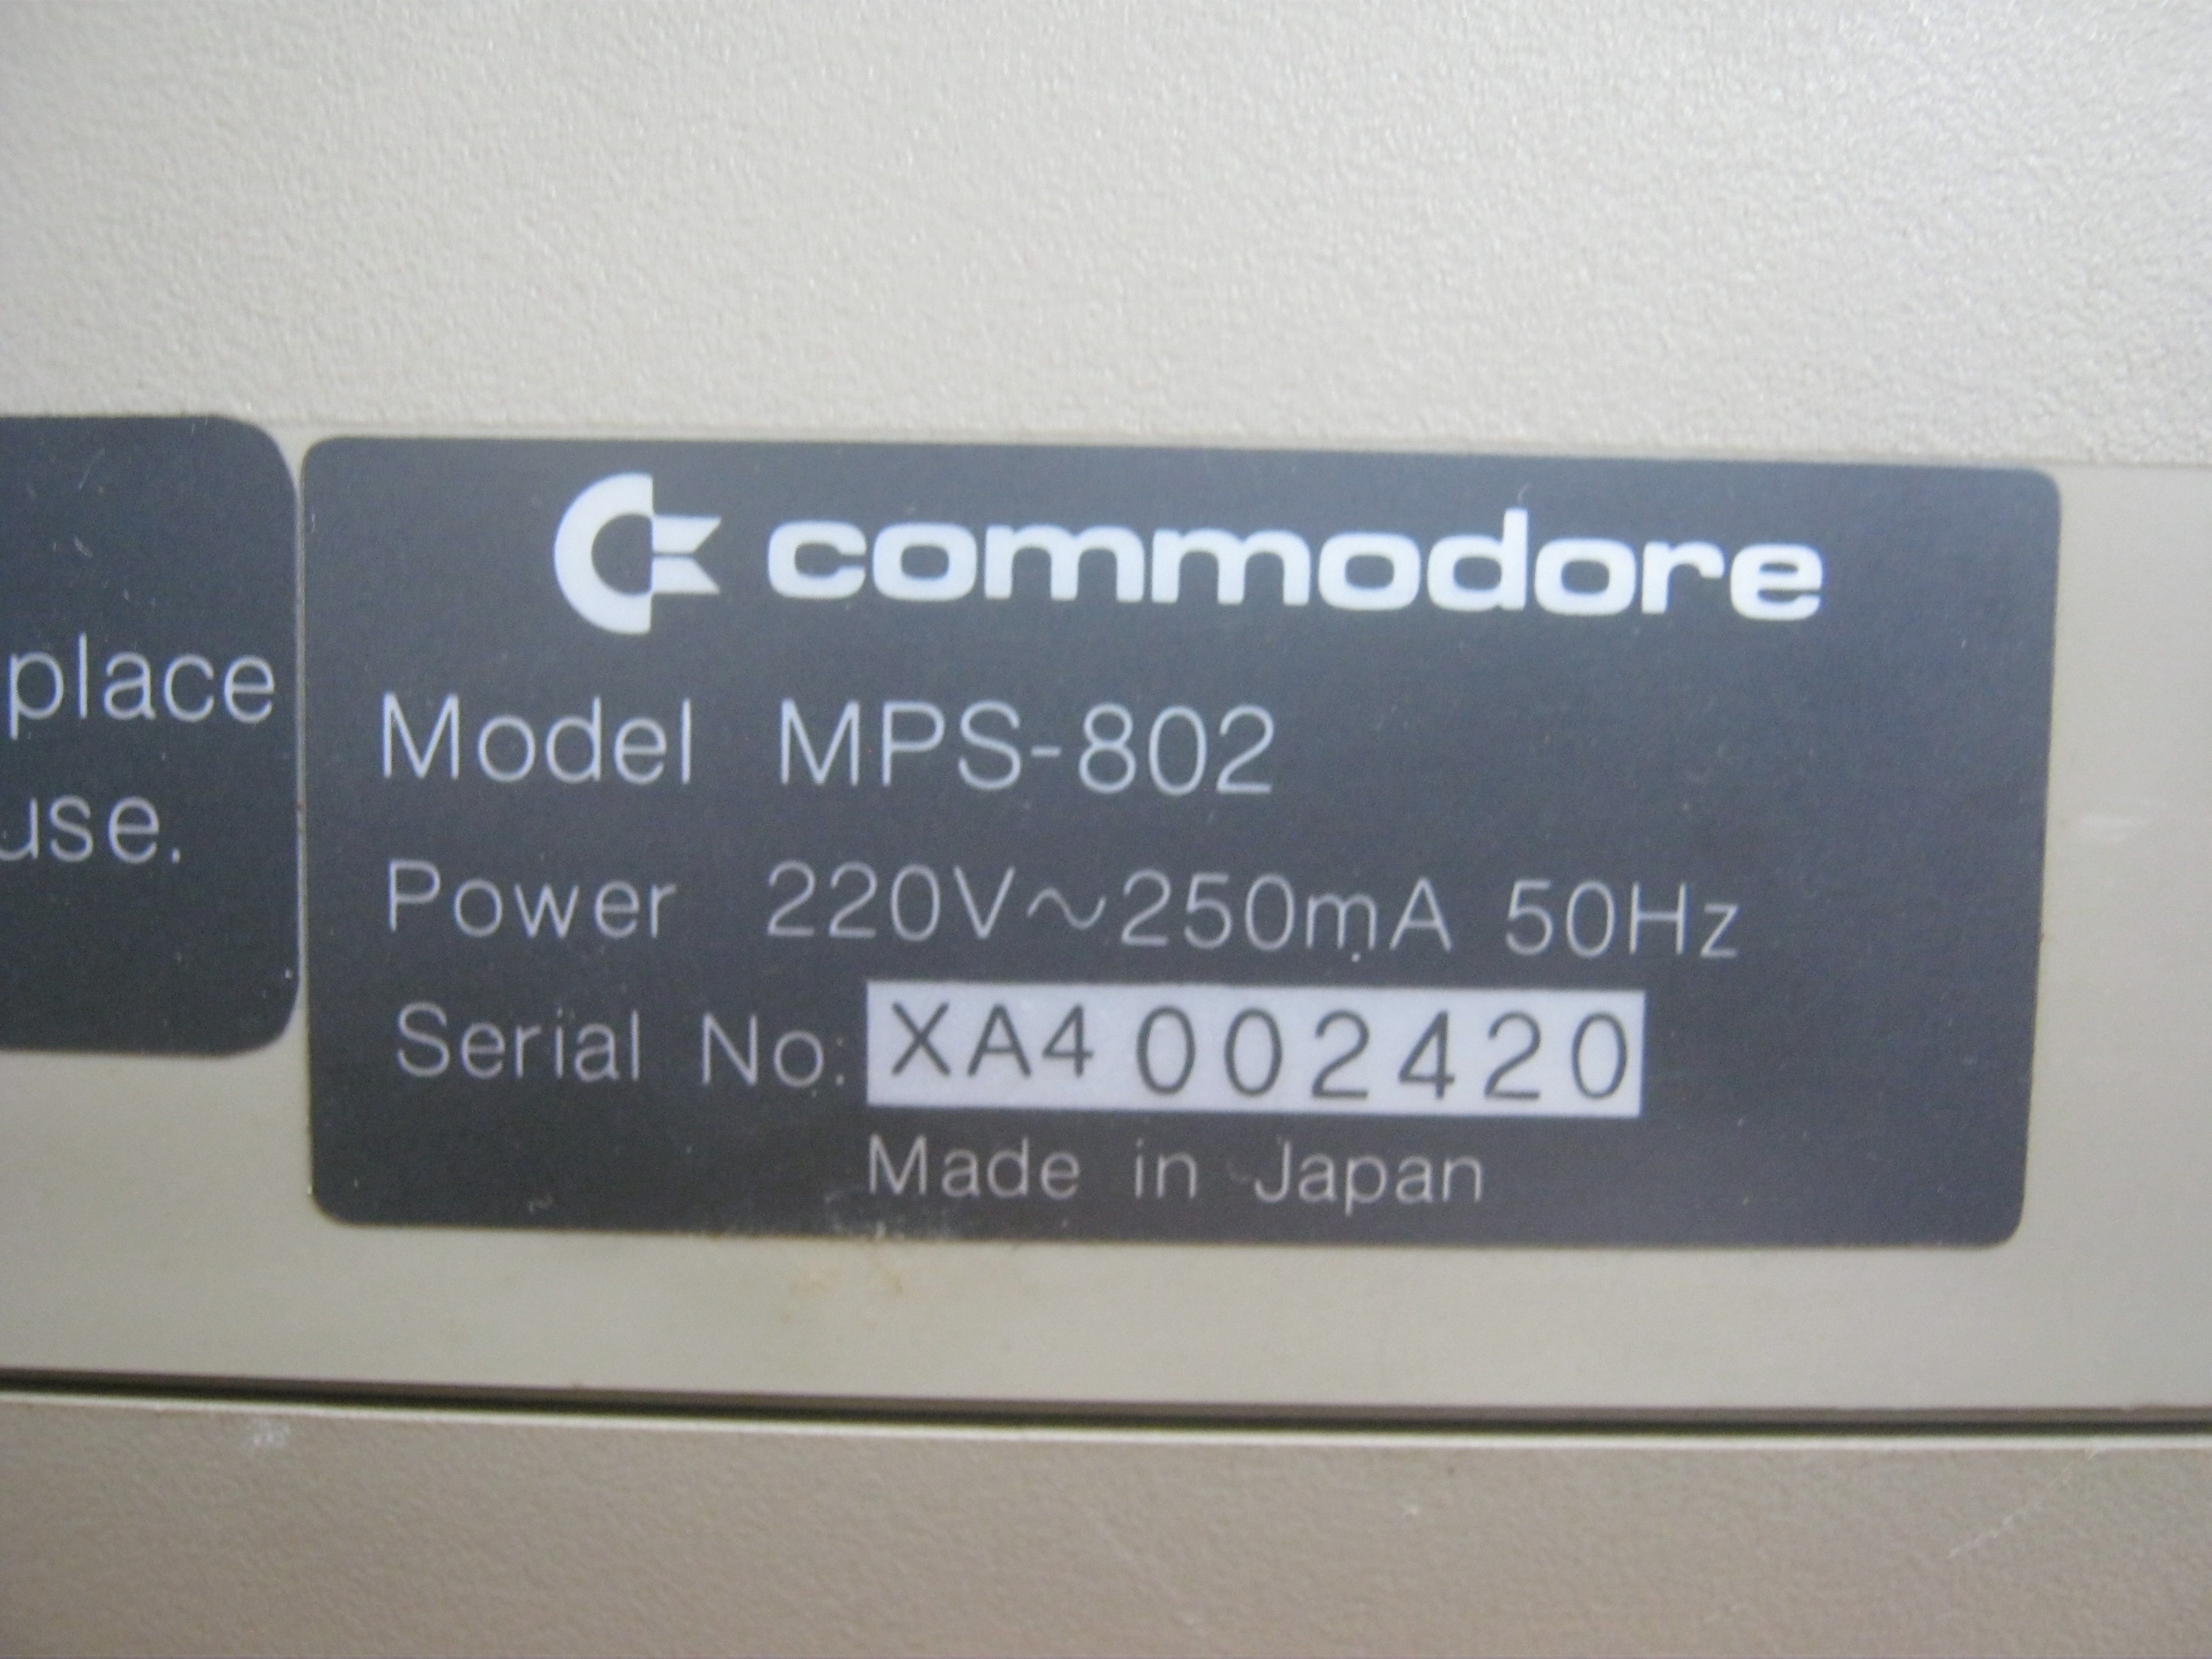 place
use.
commodore
Model MPS-802
Power 220V~250mA 50Hz
Serial No: XA4 002420
Made in Japan